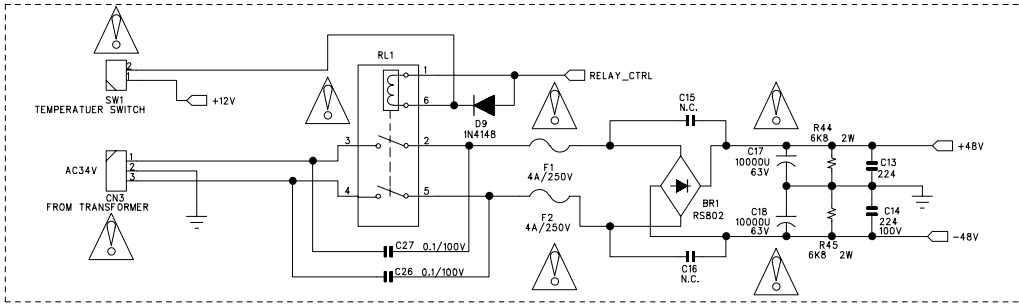 2
1
SW1
TEMPERATUER SWITCH
+12V
RL1
1
6
RELAY_CTRL
D9
1N4148
3
2
4
5
AC34V
1
2
3
CN3
FROM TRANSFORMER
F1
4A/250V
F2
4A/250V
C27 0.1/100V
C26 0.1/100V
C15
N.C.
C16
N.C.
BR1
RS802
C17
10000U
63V
C18
10000U
63V
R44
6K8 2W
R45
6K8 2W
C13
224
C14
224
100V
+48V
-48V